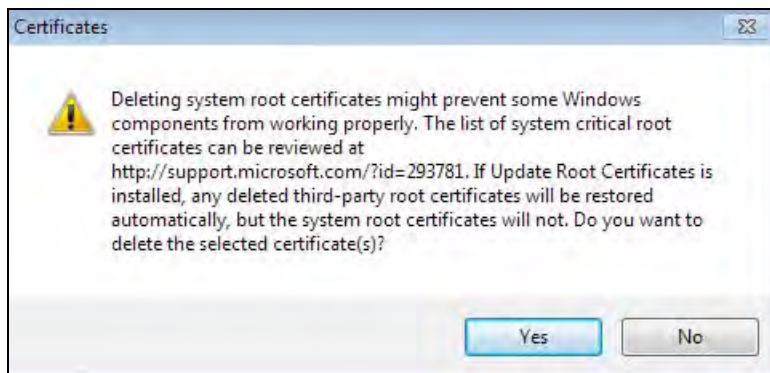 Certificates
Deleting system root certificates might prevent some Windows
components from working properly. The list of system critical root
certificates can be reviewed at
http://support.microsoft.com/?id=293781. If Update Root Certificates is
installed, any deleted third-party root certificates will be restored
automatically, but the system root certificates will not. Do you want to
delete the selected certificate(s)?
Yes
No